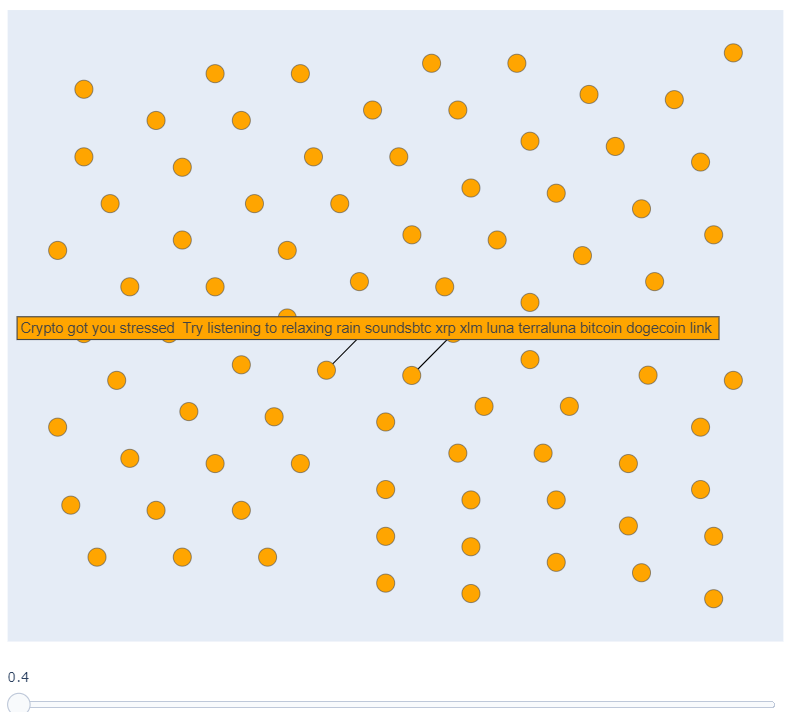 Crypto got you stressed  Try listening to relaxing rain soundsbtc xrp xlm luna terraluna bitcoin dogecoin link
0.4